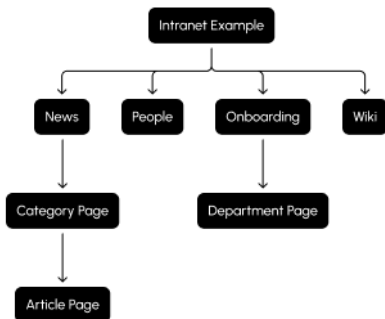 Intranet Example
News
People
Onboarding
Wiki
Category Page
Department Page
Article Page